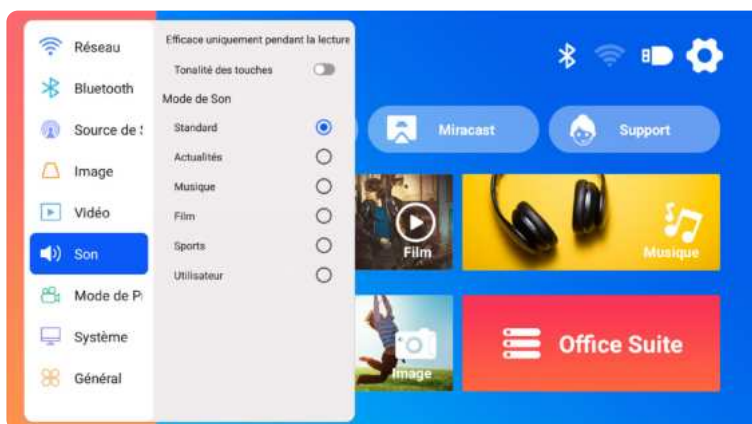 Réseau
Bluetooth
Source de
Image
Vidéo
Son
Mode de P
Système
Général
Efficace uniquement pendant la lecture
Tonalité des touches
Mode de Son
Standard
Actualités
Musique
Film
Sports
Utilisateur
Miracast
Support
Film
Musique
Image
Office Suite